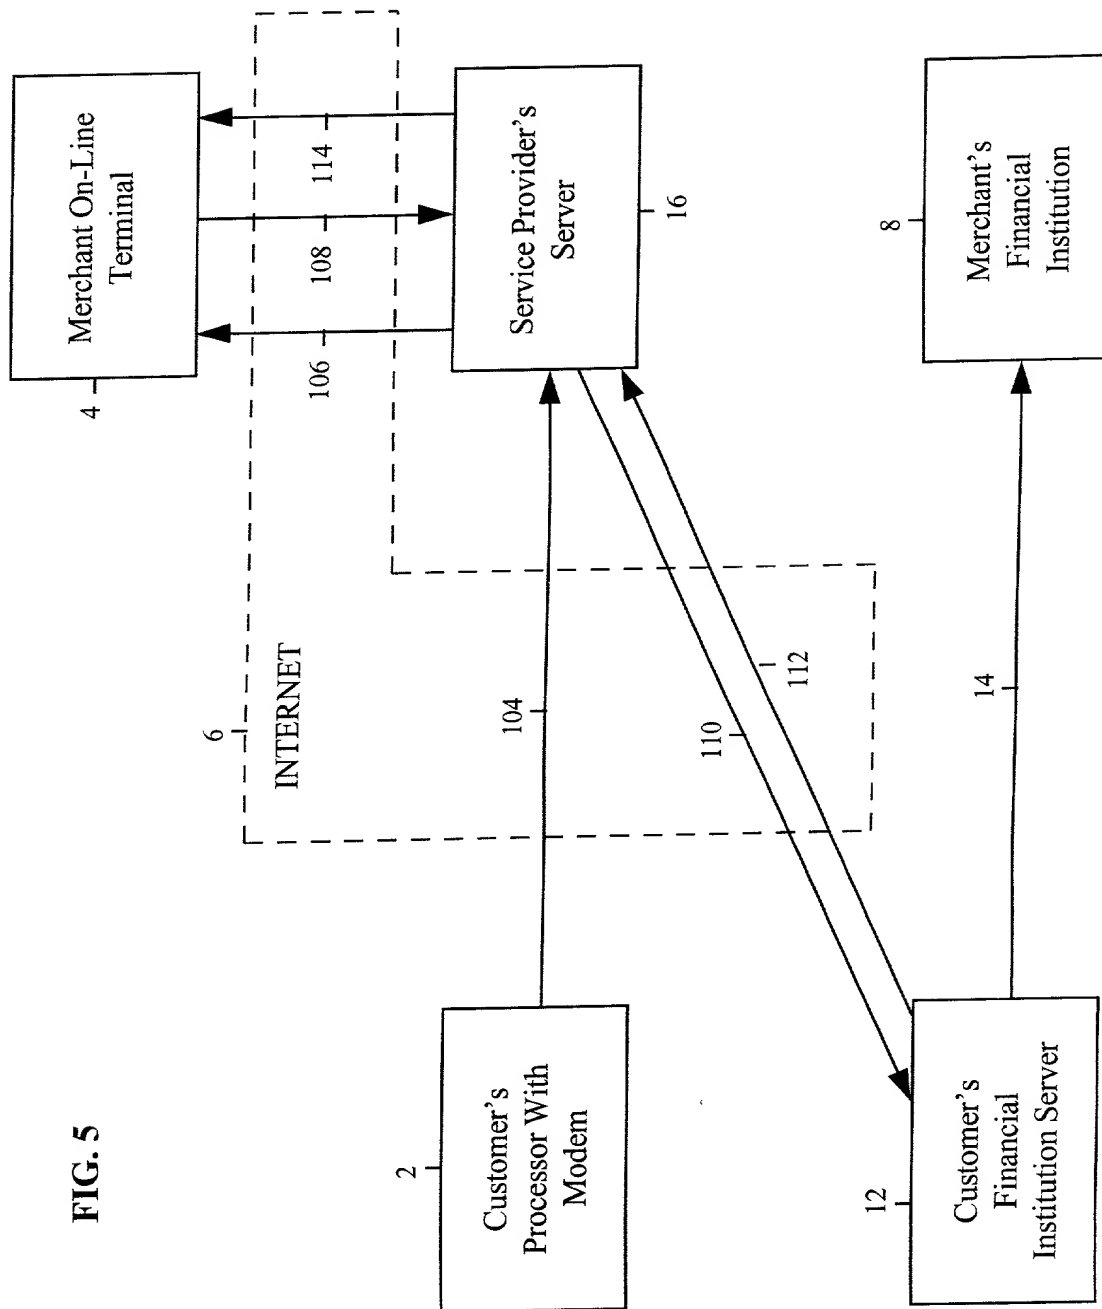 FIG. 5
Merchant On-Line
Terminal
4
114
108
106
6
INTERNET
Service Provider's
Server
16
104
2
Customer's
Processor With
Modem
110
112
8
Merchant's
Financial
Institution
14
12
Customer's
Financial
Institution Server